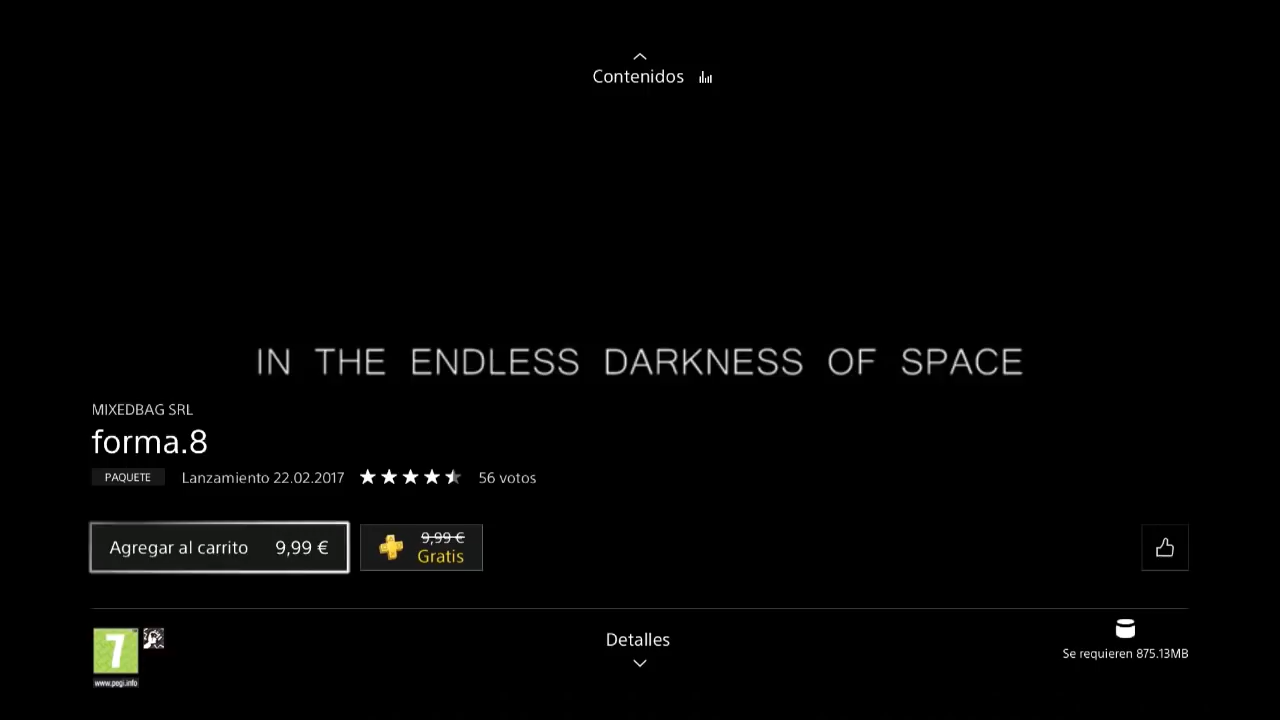 Contenidos
IN THE ENDLESS DARKNESS OF SPACE
MIXEDBAG SRL
forma.8
PAQUETE Lanzamiento 22.02.2017 56 votos
Agregar al carrito 9,99 € 9,99 €
Gratis
7
www.pegi.info
Detalles
Se requieren 875.13MB